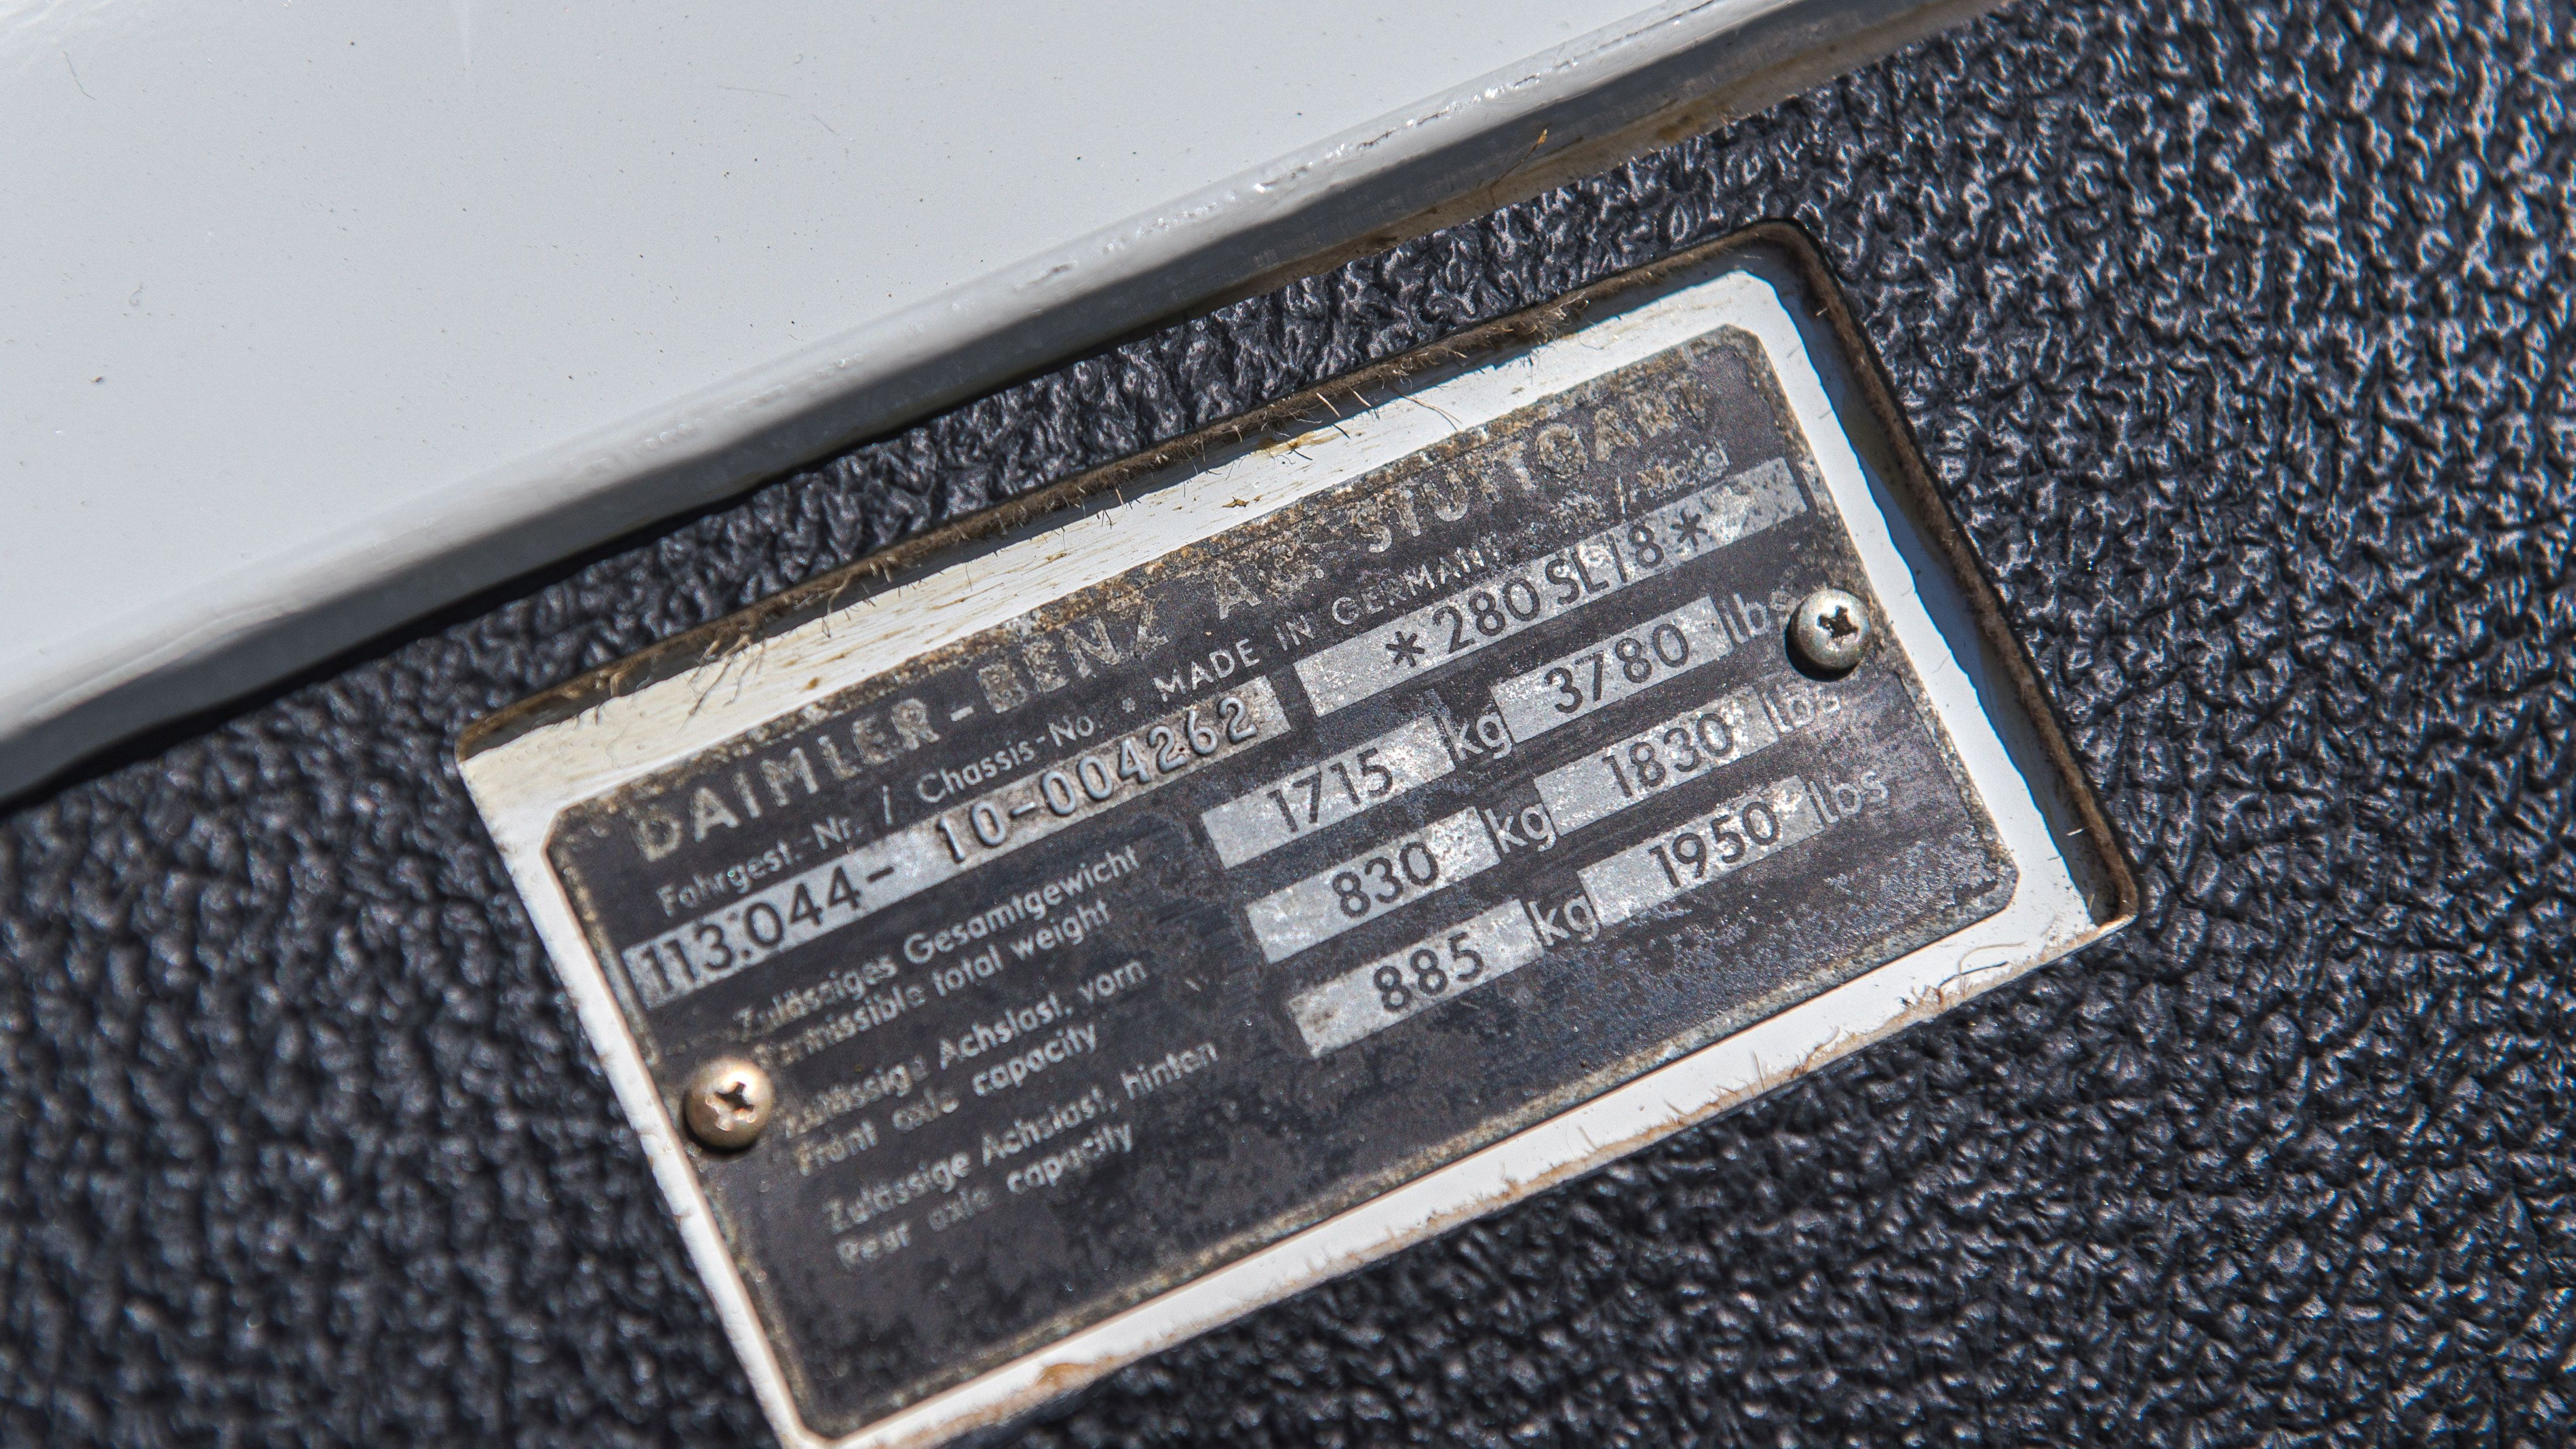 DAIMLER-BENZ AG. STUTTGART
Fahrgest.-Nr. / Chassis-No. • MADE IN GERMANY / Model
113.044- 10-004262 *280 SL/8*
Zulässiges Gesamtgewicht
Permissible total weight 1715 kg 3780 lbs
Zulässige Achslast, vorn
Front axle capacity 830 kg 1830 lbs
Zulässige Achslast, hinten
Rear axle capacity 885 kg 1950 lbs